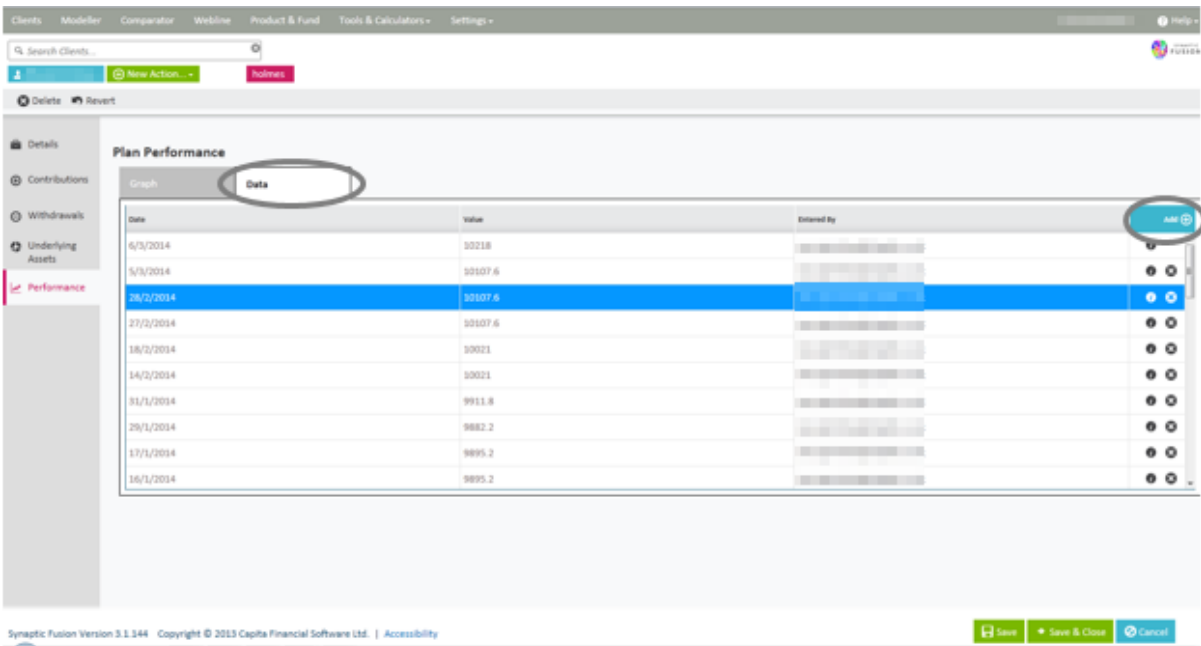 Clients Modeller Comparator Webline Product & Fund Tools & Calculators Settings Help
Search Clients...
SYNAPTIC FUSION
New Action... holmes
Delete Revert
Details
Contributions
Withdrawals
Underlying Assets
Performance
Plan Performance
Graph Data
Date Value Entered By Add
6/3/2014 10218
5/3/2014 10107.6
28/2/2014 10107.6
27/2/2014 10107.6
18/2/2014 10021
14/2/2014 10021
31/1/2014 9911.8
29/1/2014 9882.2
17/1/2014 9895.2
16/1/2014 9895.2
Synaptic Fusion Version 3.1.144 Copyright © 2013 Capita Financial Software Ltd. | Accessibility
Save Save & Close Cancel